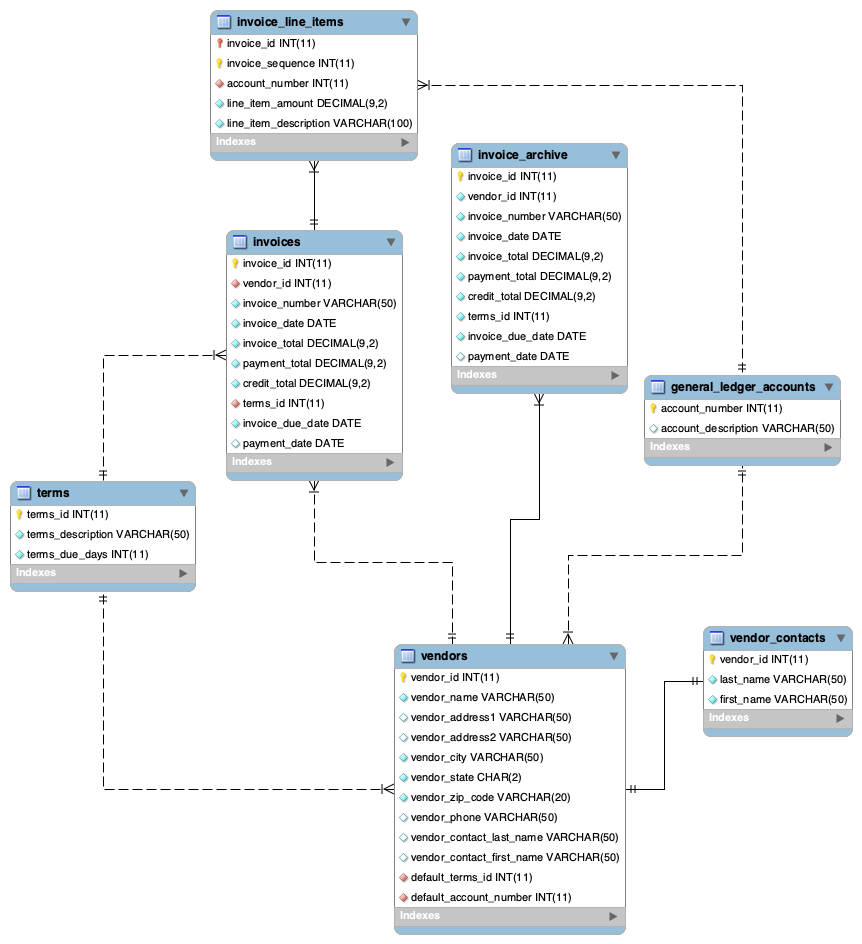 invoice_line_items
invoice_id INT(11)
invoice_sequence INT(11)
account_number INT(11)
line_item_amount DECIMAL(9,2)
line_item_description VARCHAR(100)
Indexes
invoice_archive
invoice_id INT(11)
vendor_id INT(11)
invoice_number VARCHAR(50)
invoice_date DATE
invoice_total DECIMAL(9,2)
payment_total DECIMAL(9,2)
credit_total DECIMAL(9,2)
terms_id INT(11)
invoice_due_date DATE
payment_date DATE
Indexes
invoices
invoice_id INT(11)
vendor_id INT(11)
invoice_number VARCHAR(50)
invoice_date DATE
invoice_total DECIMAL(9,2)
payment_total DECIMAL(9,2)
credit_total DECIMAL(9,2)
terms_id INT(11)
invoice_due_date DATE
payment_date DATE
Indexes
general_ledger_accounts
account_number INT(11)
account_description VARCHAR(50)
Indexes
terms
terms_id INT(11)
terms_description VARCHAR(50)
terms_due_days INT(11)
Indexes
vendors
vendor_id INT(11)
vendor_name VARCHAR(50)
vendor_address1 VARCHAR(50)
vendor_address2 VARCHAR(50)
vendor_city VARCHAR(50)
vendor_state CHAR(2)
vendor_zip_code VARCHAR(20)
vendor_phone VARCHAR(50)
vendor_contact_last_name VARCHAR(50)
vendor_contact_first_name VARCHAR(50)
default_terms_id INT(11)
default_account_number INT(11)
Indexes
vendor_contacts
vendor_id INT(11)
last_name VARCHAR(50)
first_name VARCHAR(50)
Indexes